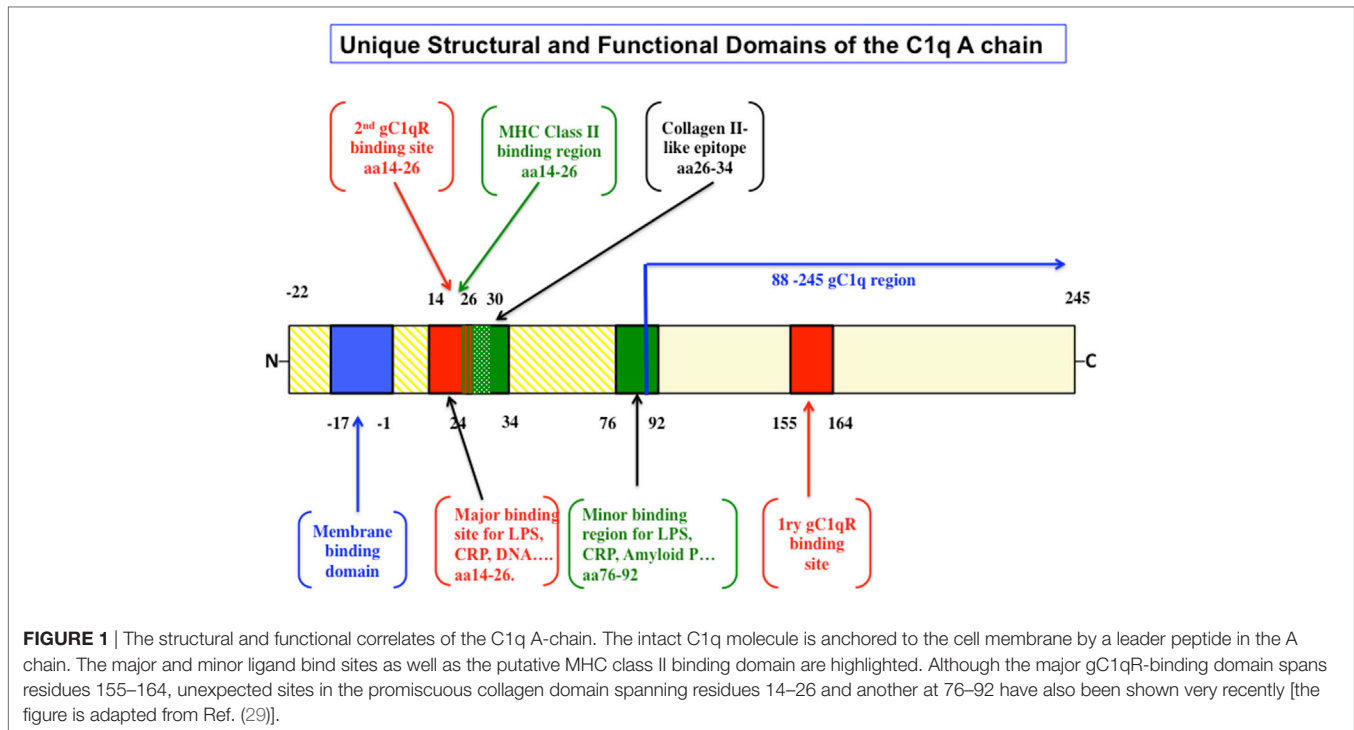 Unique Structural and Functional Domains of the C1q A chain
2nd gC1qR
binding site
aa14-26
MHC Class II
binding region
aa14-26
Collagen II-
like epitope
aa26-34
88 -245 gC1q region
-22
14
26
30
245
N
C
-17
-1
24
34
76
92
155
164
Membrane
binding
domain
Major binding
site for LPS,
CRP, DNA….
aa14-26.
Minor binding
region for LPS,
CRP, Amyloid P…
aa76-92
1ry gC1qR
binding
site
FIGURE 1 | The structural and functional correlates of the C1q A-chain. The intact C1q molecule is anchored to the cell membrane by a leader peptide in the A
chain. The major and minor ligand bind sites as well as the putative MHC class II binding domain are highlighted. Although the major gC1qR-binding domain spans
residues 155–164, unexpected sites in the promiscuous collagen domain spanning residues 14–26 and another at 76–92 have also been shown very recently [the
figure is adapted from Ref. (29)].